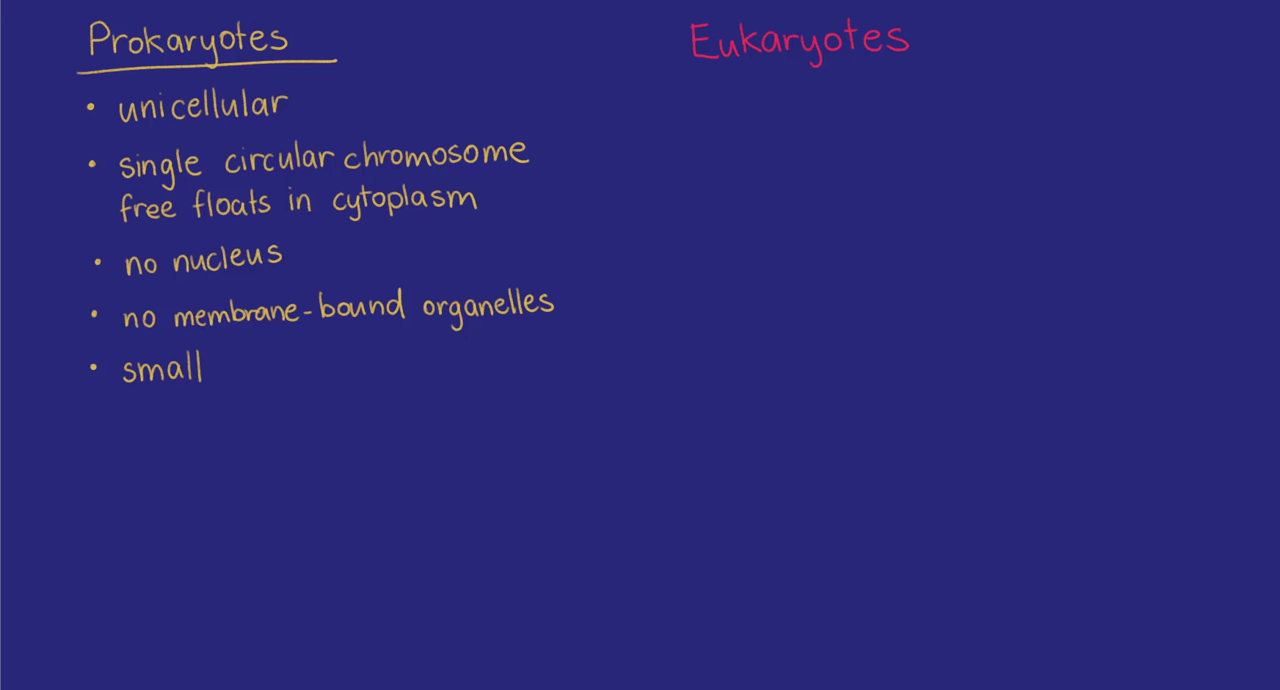 Prokaryotes
• unicellular
• single circular chromosome
free floats in cytoplasm
• no nucleus
• no membrane-bound organelles
• small
Eukaryotes